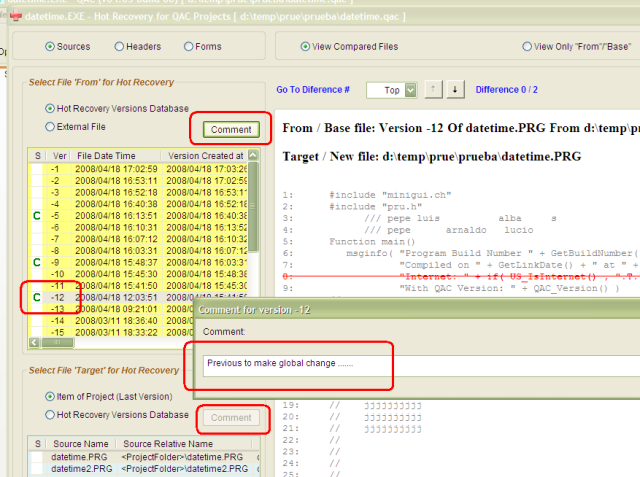 /datetime.EXE - Hot Recovery for QAC Projects [ d:\temp\prue\prueba\datetime.qac ]
Sources Headers Forms View Compared Files View Only "From"/"Base"
Select File 'From' for Hot Recovery
Go To Diference # Top Diference 0 / 2
Hot Recovery Versions Database
External File Comment
From / Base file: Version -12 Of datetime.PRG From d:\temp\pru
Target / New file: d:\temp\prue\prueba\datetime.PRG
S Ver File Date Time Version Created at
-1 2008/04/18 17:02:59 2008/04/18 17:03:26
-2 2008/04/18 16:53:11 2008/04/18 17:02:59
-3 2008/04/18 16:52:18 2008/04/18 16:53:11
-4 2008/04/18 16:40:38 2008/04/18 16:52:18
C -5 2008/04/18 16:13:51 2008/04/18 16:40:38
-6 2008/04/18 16:10:31 2008/04/18 16:13:52
-7 2008/04/18 16:07:12 2008/04/18 16:10:32
-8 2008/04/18 16:03:31 2008/04/18 16:07:12
C -9 2008/04/18 15:48:37 2008/04/18 16:03:31
-10 2008/04/18 15:45:30 2008/04/18 15:48:38
-11 2008/04/18 15:41:50 2008/04/18 15:45:30
C -12 2008/04/18 12:03:51 2008/04/18 15:41:50
-13 2008/04/18 09:21:01
-14 2008/03/11 18:36:40
-15 2008/03/11 18:33:22
1: #include "minigui.ch"
2: #include "pru.h"
3: /// pepe luis alba s
4: /// pepe arnaldo lucio
5: Function main()
6: msginfo( "Program Build Number " + GetBuildNumber(
7: "Compiled on " + GetLinkDate() + " at " +
8: "Internet: " + if( US_IsInternet() , ".T.
9: "With QAC Version: " + QAC_Version() )
Comment for version -12
Comment:
Previous to make global change .......
Select File 'Target' for Hot Recovery
Item of Project (Last Version)
Hot Recovery Versions Database Comment
S Source Name Source Relative Name
datetime.PRG <ProjectFolder>\datetime.PRG
datetime2.PRG <ProjectFolder>\datetime2.PRG
19: // jjjjjjjjjj
20: // jjjjjjjjjj
21: // jjjjjjjjjj
22: //
23: //
24: //
25: //